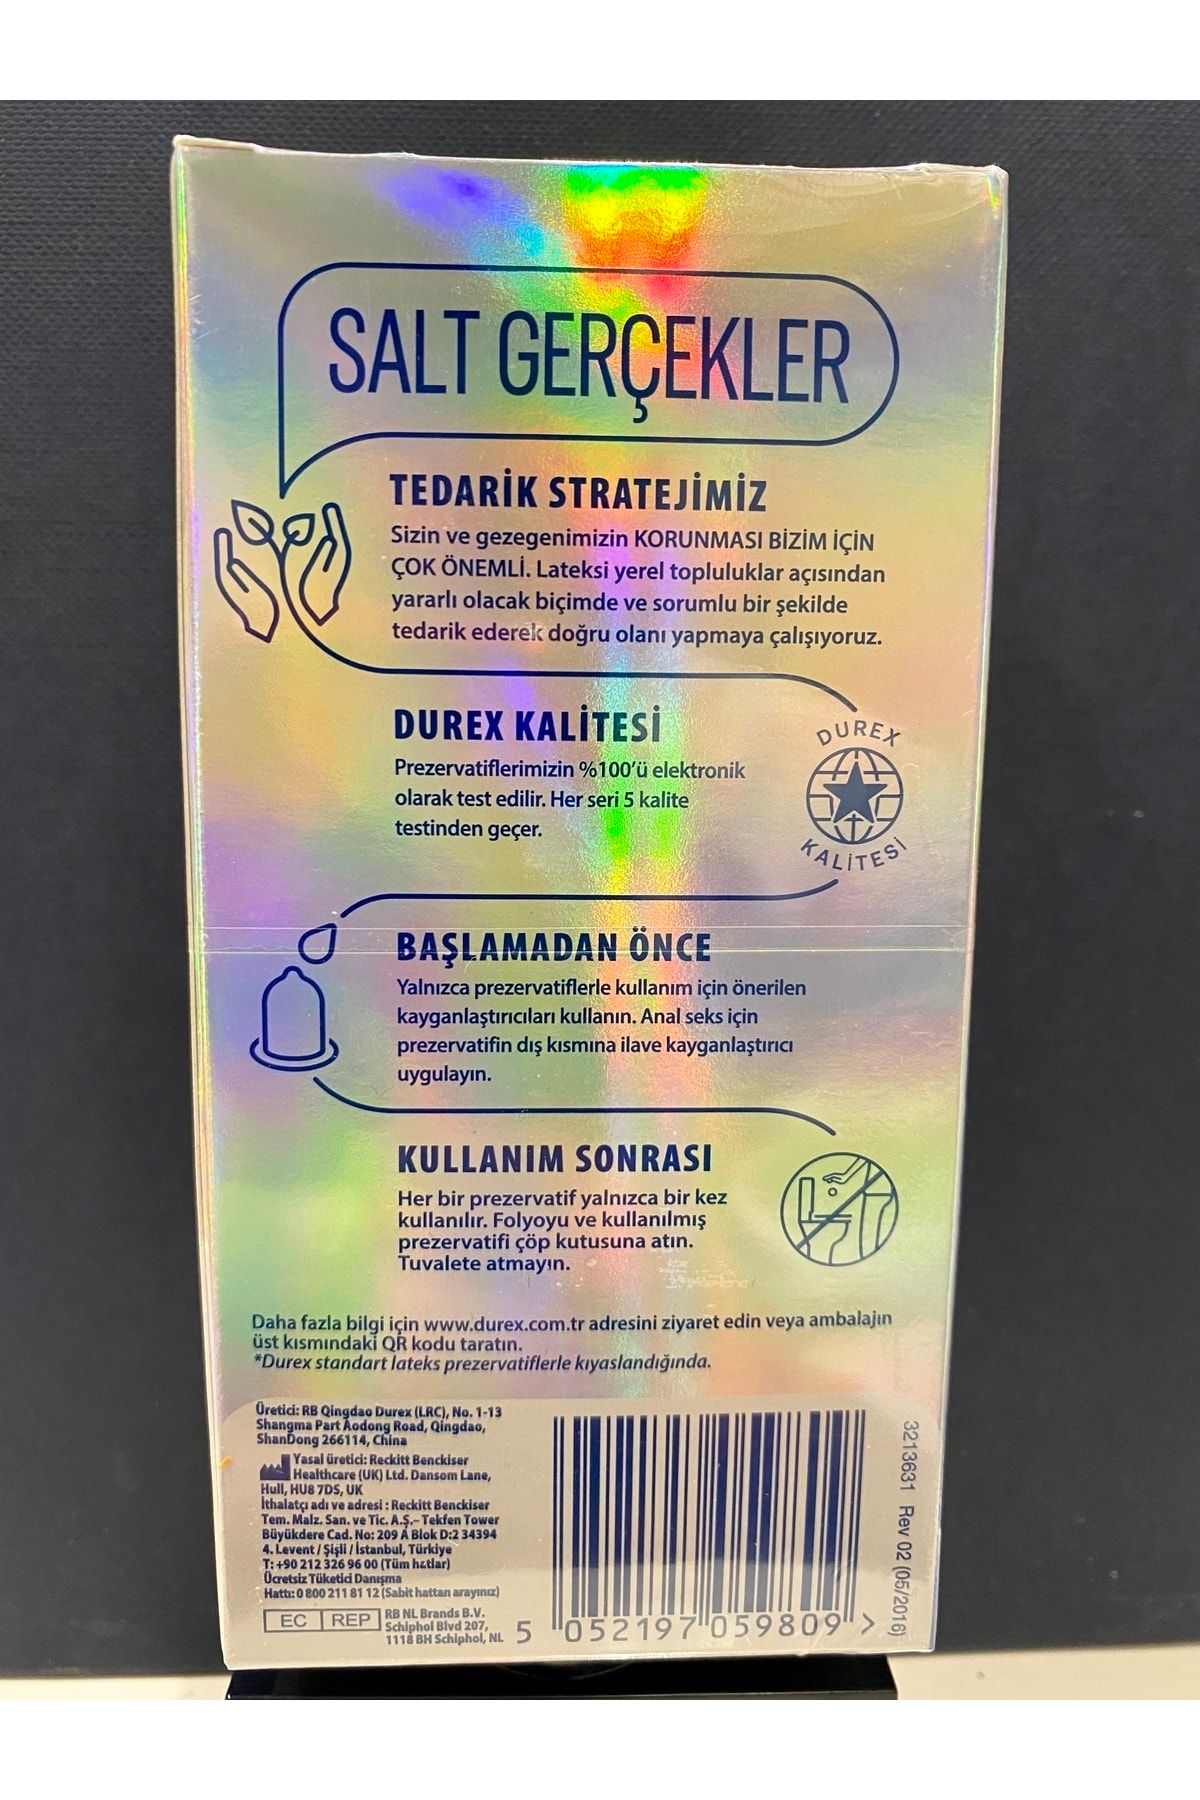 SALT GERÇEKLER
TEDARİK STRATEJİMİZ
Sizin ve gezegenimizin KORUNMASI BİZİM İÇİN
ÇOK ÖNEMLİ. Lateksi yerel topluluklar açısından
yararlı olacak biçimde ve sorumlu bir şekilde
tedarik ederek doğru olanı yapmaya çalışıyoruz.
DUREX KALİTESİ
Prezervatiflerimizin %100'ü elektronik
olarak test edilir. Her seri 5 kalite
testinden geçer.
DUREX
KALİTESİ
BAŞLAMADAN ÖNCE
Yalnızca prezervatiflerle kullanım için önerilen
kayganlaştırıcıları kullanın. Anal seks için
prezervatifin dış kısmına ilave kayganlaştırıcı
uygulayın.
KULLANIM SONRASI
Her bir prezervatif yalnızca bir kez
kullanılır. Folyoyu ve kullanılmış
prezervatifi çöp kutusuna atın.
Tuvalete atmayın.
Daha fazla bilgi için www.durex.com.tr adresini ziyaret edin veya ambalajın
üst kısmındaki QR kodu taratın.
*Durex standart lateks prezervatiflerle kıyaslandığında.
Üretici: RB Qingdao Durex (LRC), No. 1-13
Shangma Part Aodong Road, Qingdao,
ShanDong 266114, China
Yasal üretici: Reckitt Benckiser
Healthcare (UK) Ltd. Dansom Lane,
Hull, HU8 7DS, UK
İthalatçı adı ve adresi : Reckitt Benckiser
Tem. Malz. San. ve Tic. A.Ş.- Tekfen Tower
Büyükdere Cad. No: 209 A Blok D:2 34394
4. Levent / Şişli / İstanbul, Türkiye
T: +90 212 326 96 00 (Tüm hatlar)
Ücretsiz Tüketici Danışma
Hattı: 0 800 211 81 12 (Sabit hattan arayınız)
EC REP
RB NL Brands B.V.
Schiphol Blvd 207,
1118 BH Schiphol, NL
5 052197 059809 >
3213631 Rev 02 (05/2016)